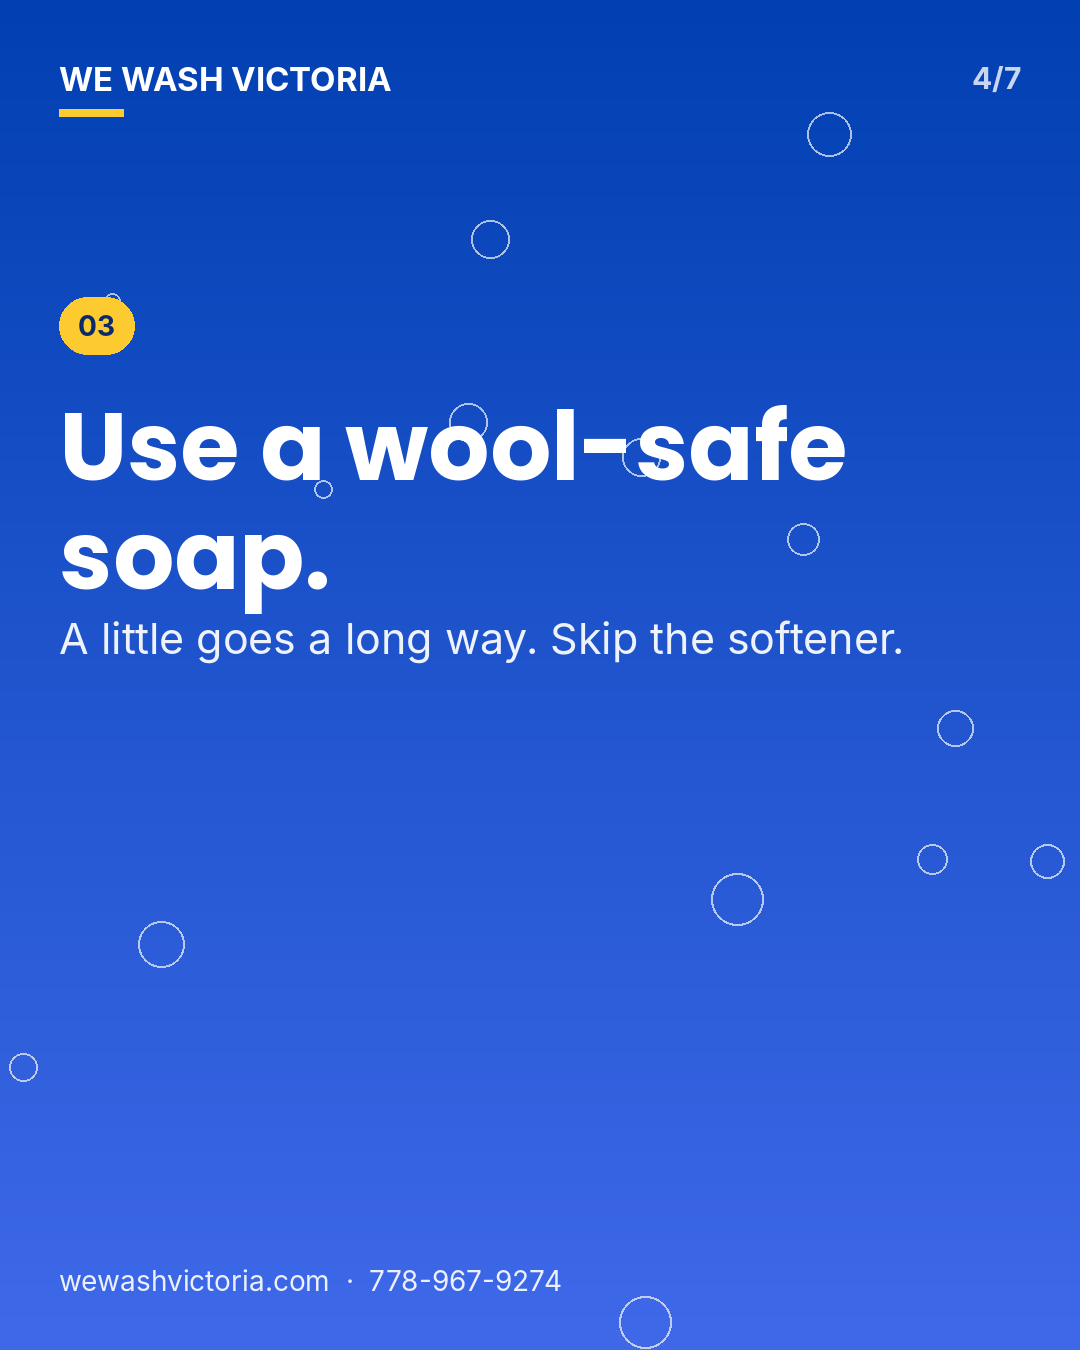 WE WASH VICTORIA
4/7
03
Use a wool-safe
soap.
A little goes a long way. Skip the softener.
wewashvictoria.com · 778-967-9274